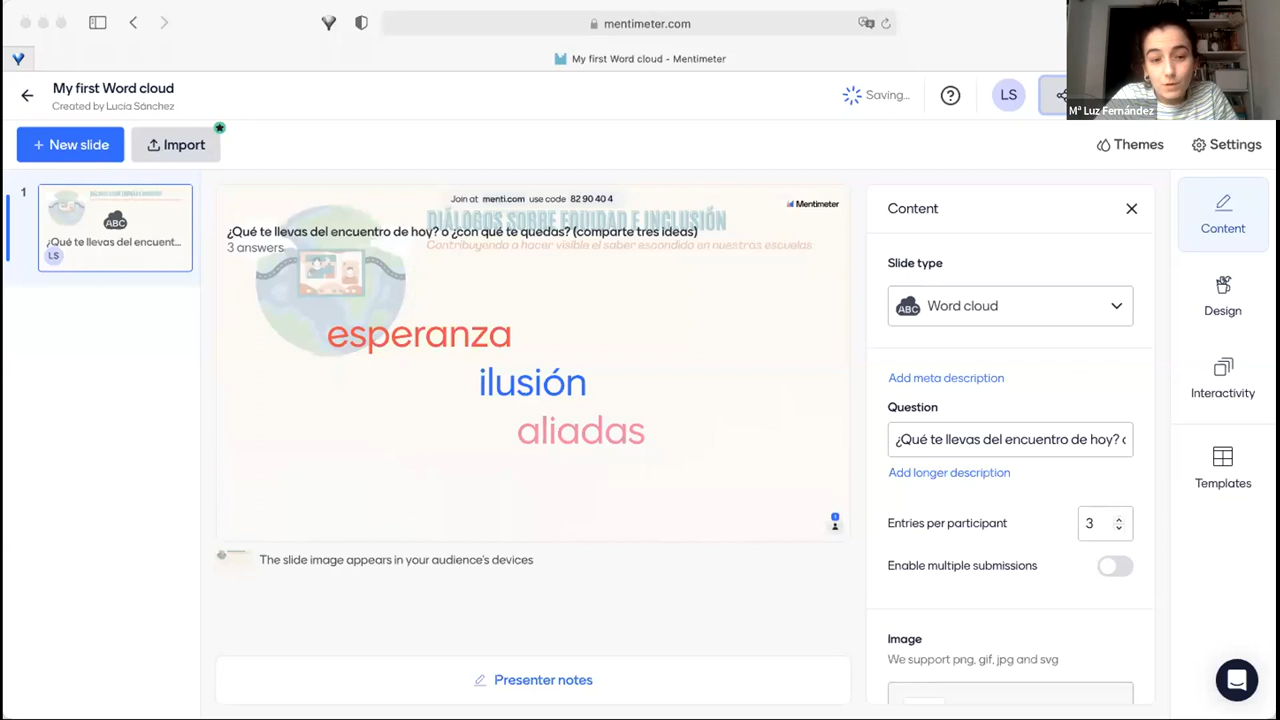 mentimeter.com
My first Word cloud - Mentimeter
My first Word cloud
Created by Lucía Sánchez
Saving...
LS
Mª Luz Fernández
+ New slide
Import
Themes
Settings
1
ABC
¿Qué te llevas del encuent...
LS
Join at menti.com use code 82 90 40 4
Mentimeter
DIÁLOGOS SOBRE EQUIDAD E INCLUSIÓN
¿Qué te llevas del encuentro de hoy? o ¿con qué te quedas? (comparte tres ideas)
Contribuyendo a hacer visible el saber escondido en nuestras escuelas
3 answers
esperanza
ilusión
aliadas
The slide image appears in your audience's devices
Presenter notes
Content
Slide type
ABC Word cloud
Add meta description
Question
¿Qué te llevas del encuentro de hoy? o
Add longer description
Entries per participant
3
Enable multiple submissions
Image
We support png, gif, jpg and svg
Content
Design
Interactivity
Templates